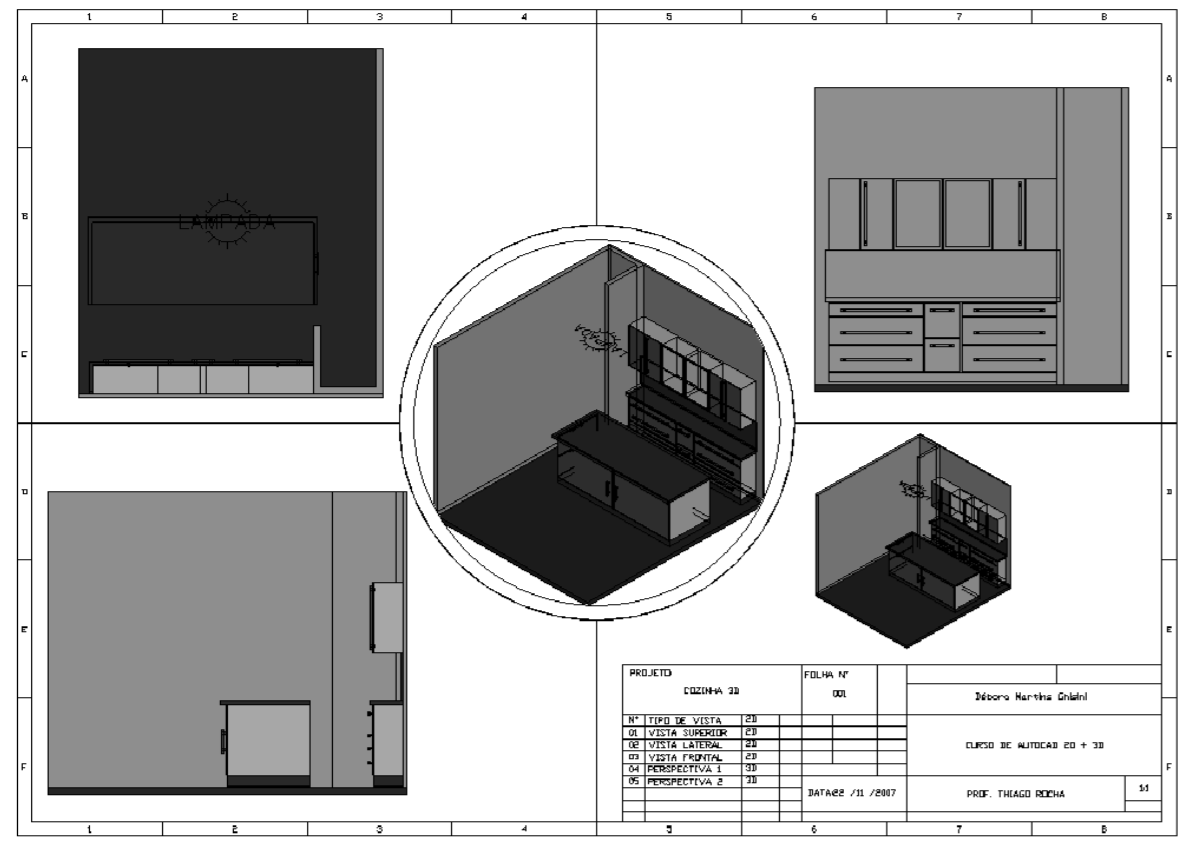 1 2 3 4 5 6 7 8
A A
B B
LAMPADA
C C
LAMPADA
D D
LAMPADA
E E
F F
PROJETO:
COZINHA 3D
FOLHA N°
001
Débora Martins Ghisini
N° TIPO DE VISTA 2D
01 VISTA SUPERIOR 2D
02 VISTA LATERAL 2D
03 VISTA FRONTAL 2D
04 PERSPECTIVA 1 3D
05 PERSPECTIVA 2 3D
CURSO DE AUTOCAD 2D + 3D
DATA:22 /11 /2007
PROF. THIAGO ROCHA
1:1
1 2 3 4 5 6 7 8